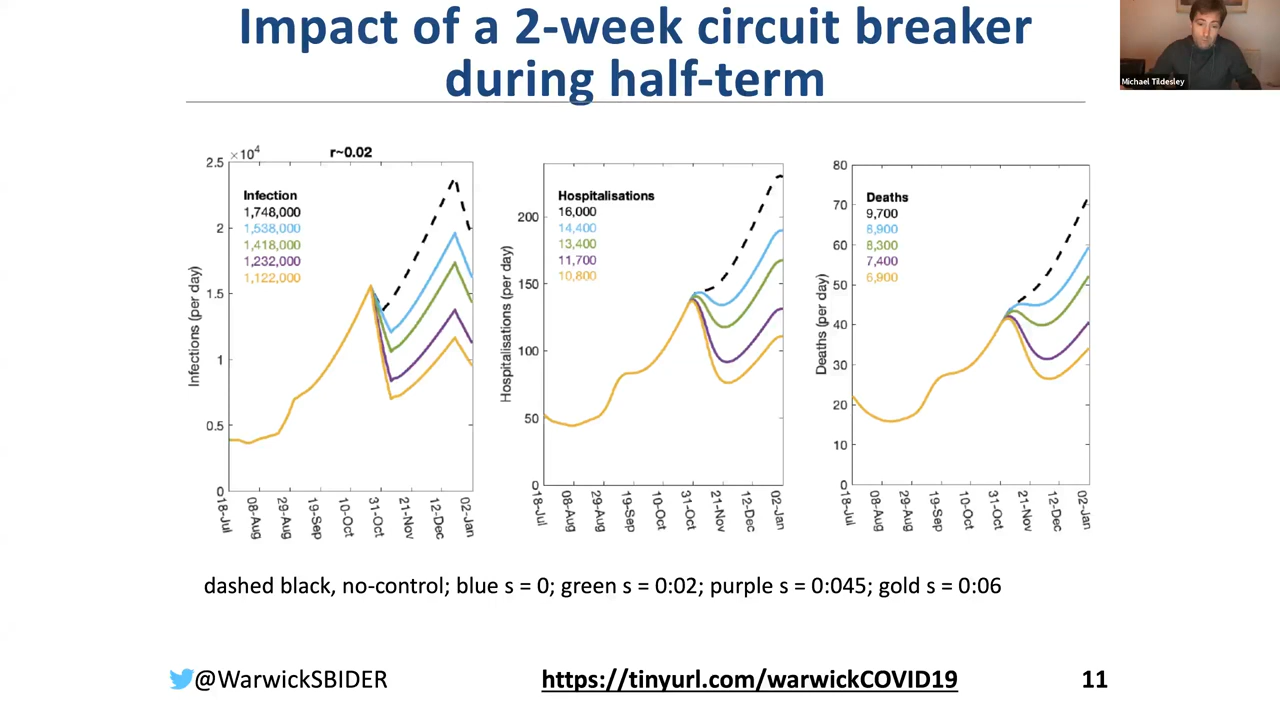 Impact of a 2-week circuit breaker
during half-term
Michael Tildesley
×10⁴
r~0.02
Infections (per day)
2.5
2
1.5
1
0.5
0
Infection
1,748,000
1,538,000
1,418,000
1,232,000
1,122,000
18-Jul
08-Aug
29-Aug
19-Sep
10-Oct
31-Oct
21-Nov
12-Dec
02-Jan
Hospitalisations (per day)
200
150
100
50
0
Hospitalisations
16,000
14,400
13,400
11,700
10,800
18-Jul
08-Aug
29-Aug
19-Sep
10-Oct
31-Oct
21-Nov
12-Dec
02-Jan
Deaths (per day)
80
70
60
50
40
30
20
10
0
Deaths
9,700
8,900
8,300
7,400
6,900
18-Jul
08-Aug
29-Aug
19-Sep
10-Oct
31-Oct
21-Nov
12-Dec
02-Jan
dashed black, no-control; blue s = 0; green s = 0:02; purple s = 0:045; gold s = 0:06
@WarwickSBIDER
https://tinyurl.com/warwickCOVID19
11